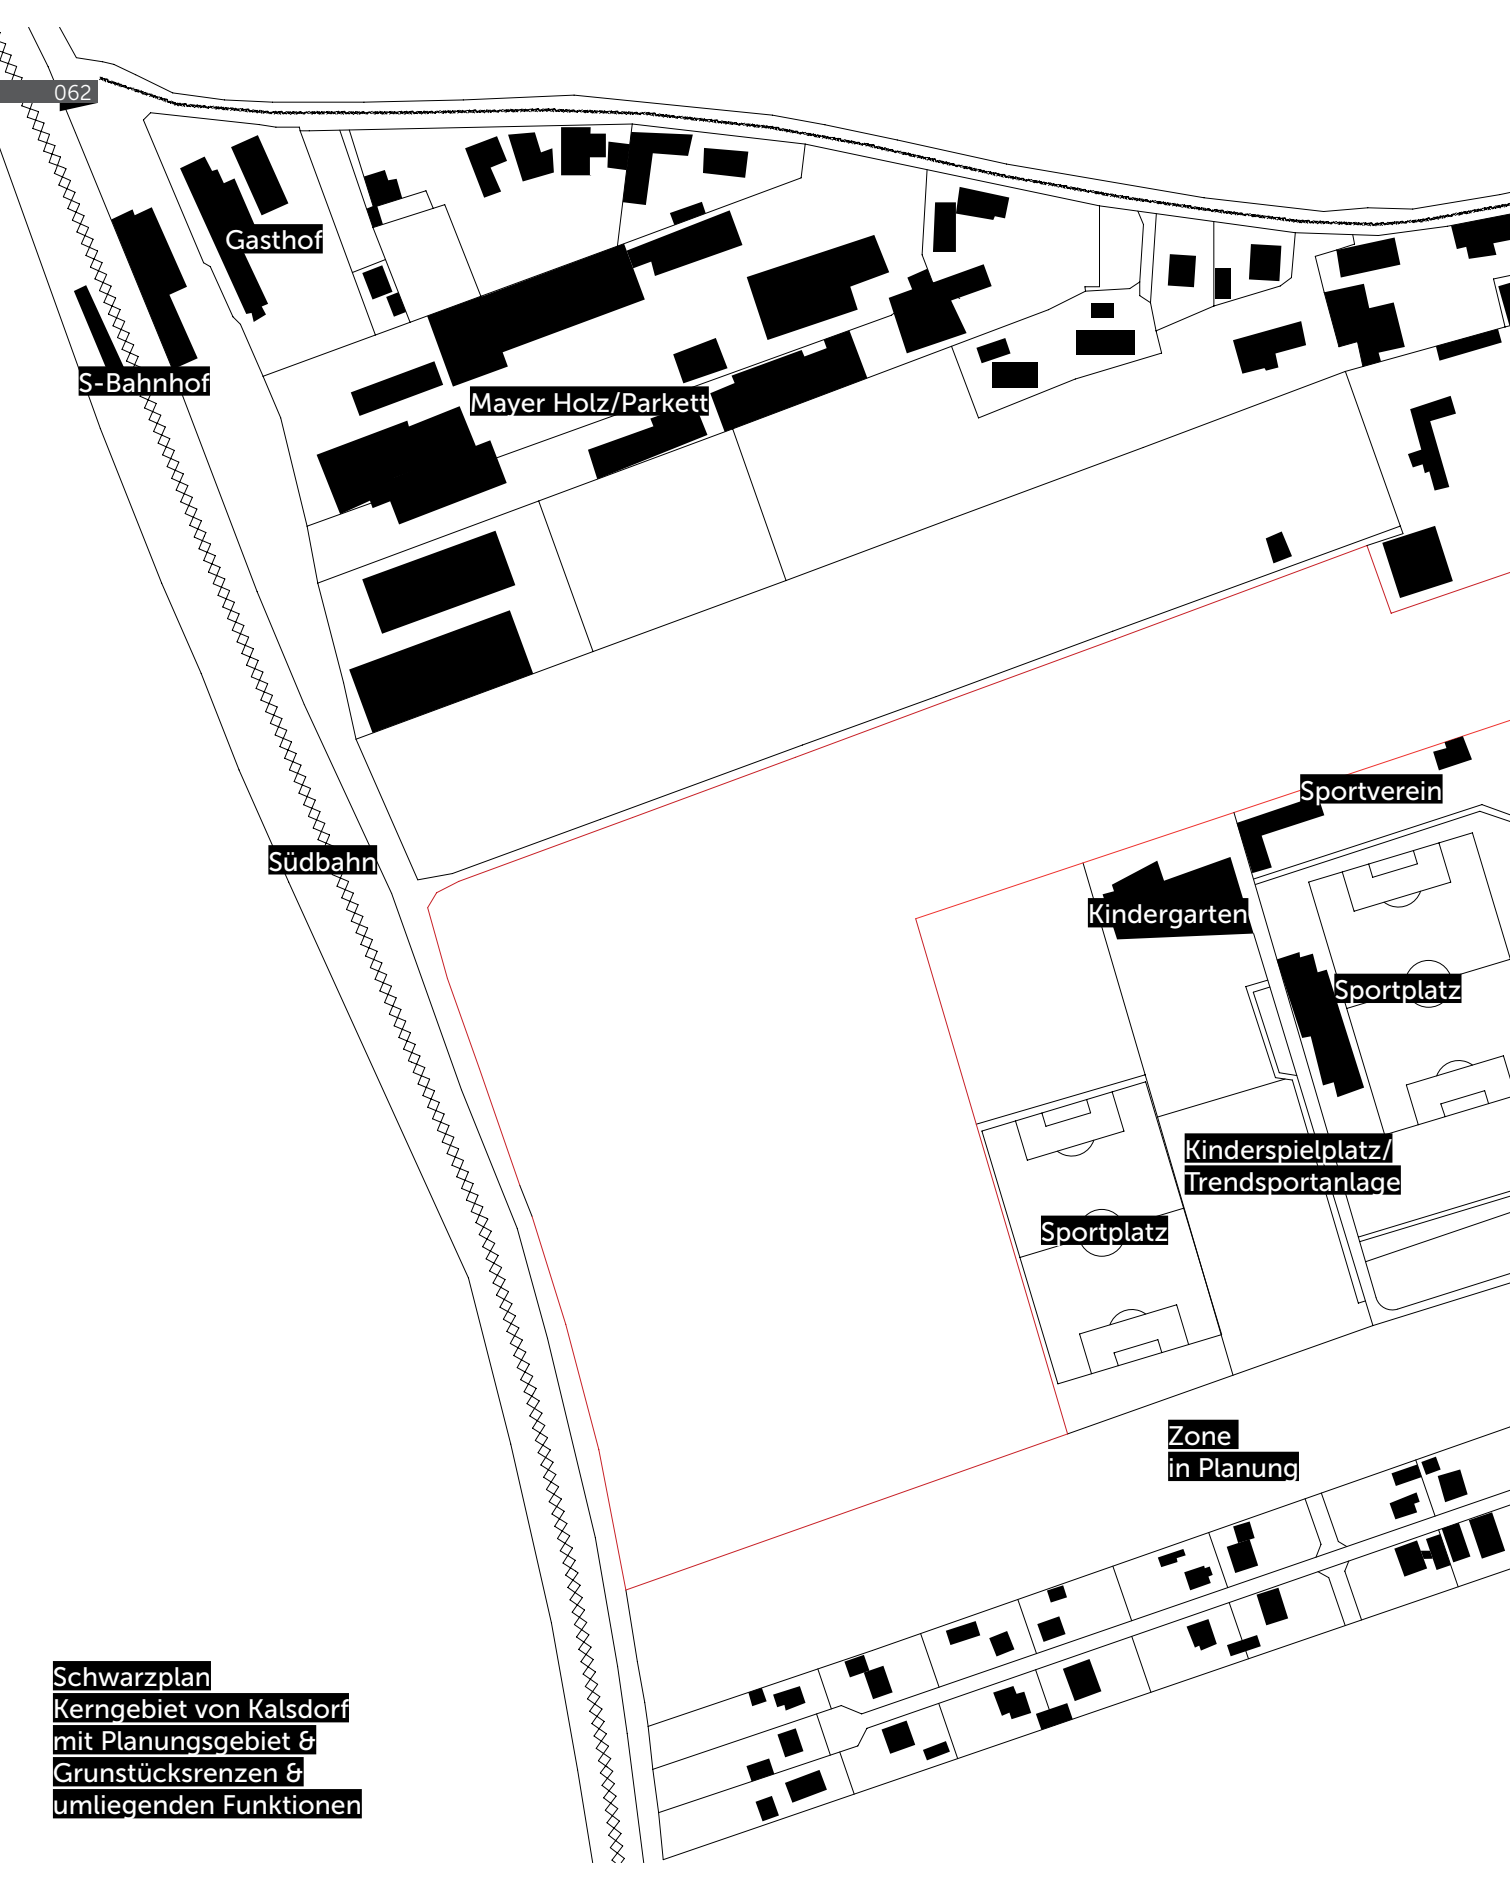 062
Gasthof
S-Bahnhof
Mayer Holz/Parkett
Sportverein
Südbahn
Kindergarten
Sportplatz
Kinderspielplatz/
Trendsportanlage
Sportplatz
Zone
in Planung
Schwarzplan
Kerngebiet von Kalsdorf
mit Planungsgebiet &
Grunstücksrenzen &
umliegenden Funktionen